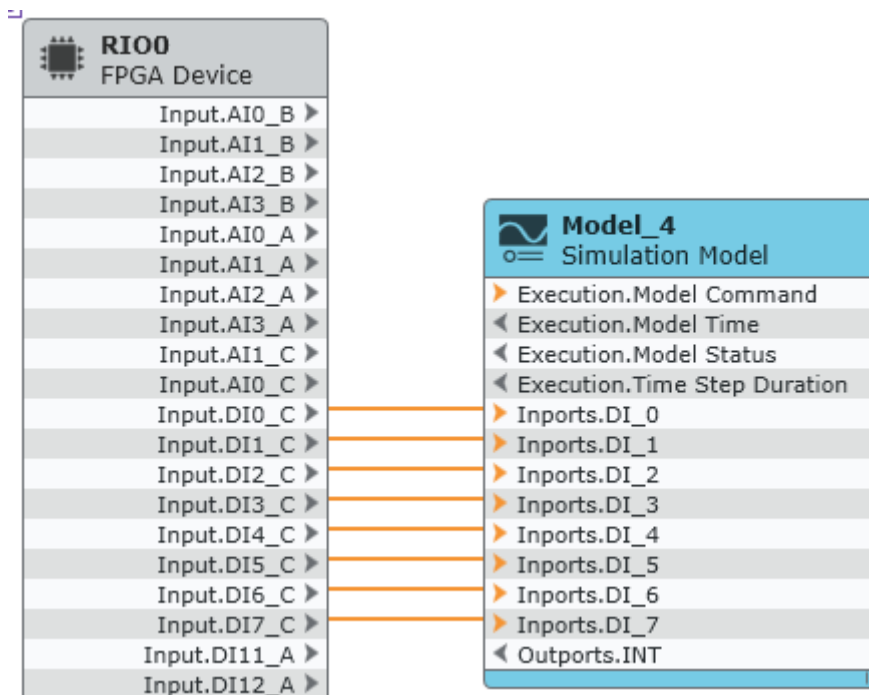 RIO0
FPGA Device
Input.AI0_B
Input.AI1_B
Input.AI2_B
Input.AI3_B
Input.AI0_A
Input.AI1_A
Input.AI2_A
Input.AI3_A
Input.AI1_C
Input.AI0_C
Input.DI0_C
Input.DI1_C
Input.DI2_C
Input.DI3_C
Input.DI4_C
Input.DI5_C
Input.DI6_C
Input.DI7_C
Input.DI11_A
Input.DI12_A
Model_4
Simulation Model
Execution.Model Command
Execution.Model Time
Execution.Model Status
Execution.Time Step Duration
Inports.DI_0
Inports.DI_1
Inports.DI_2
Inports.DI_3
Inports.DI_4
Inports.DI_5
Inports.DI_6
Inports.DI_7
Outports.INT